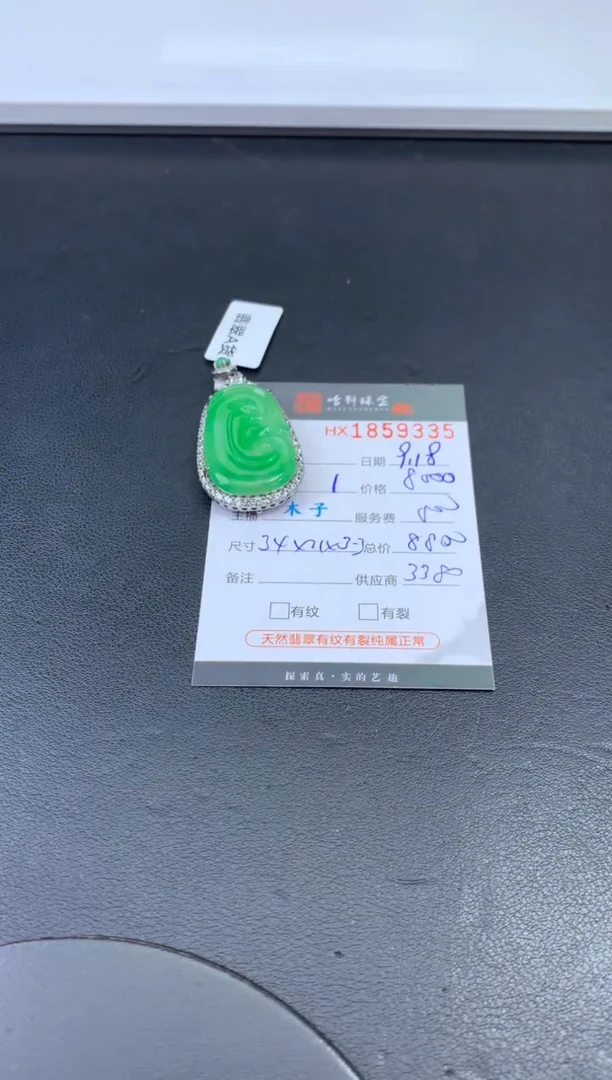 翡翠A货
HX1859335
日期 9.18
1 价格 8000
主播 木子 服务费 800
尺寸 总价 8800
备注 供应商 3380
有纹 有裂
天然翡翠有纹有裂纯属正常
探索真·实的艺趣